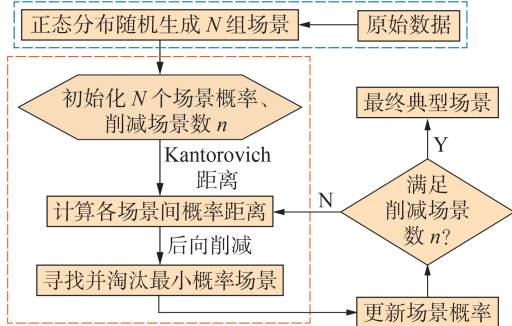 正态分布随机生成 N 组场景
原始数据
初始化 N 个场景概率、
削减场景数 n
最终典型场景
Kantorovich
距离
Y
满足
削减场景
数 n?
N
计算各场景间概率距离
后向削减
寻找并淘汰最小概率场景
更新场景概率